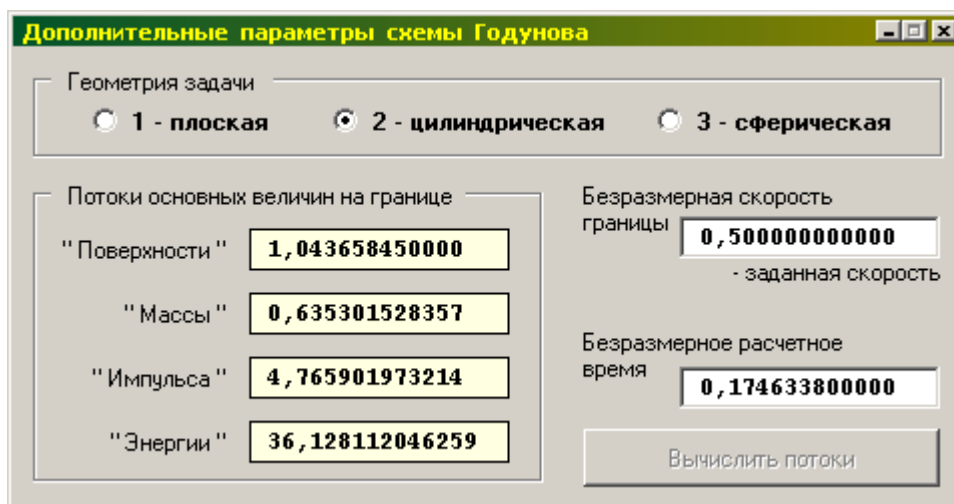 Дополнительные параметры схемы Годунова
Геометрия задачи
1 - плоская 2 - цилиндрическая 3 - сферическая
Потоки основных величин на границе
"Поверхности" 1,043658450000
"Массы" 0,635301528357
"Импульса" 4,765901973214
"Энергии" 36,128112046259
Безразмерная скорость
границы 0,500000000000
- заданная скорость
Безразмерное расчетное
время 0,174633800000
Вычислить потоки